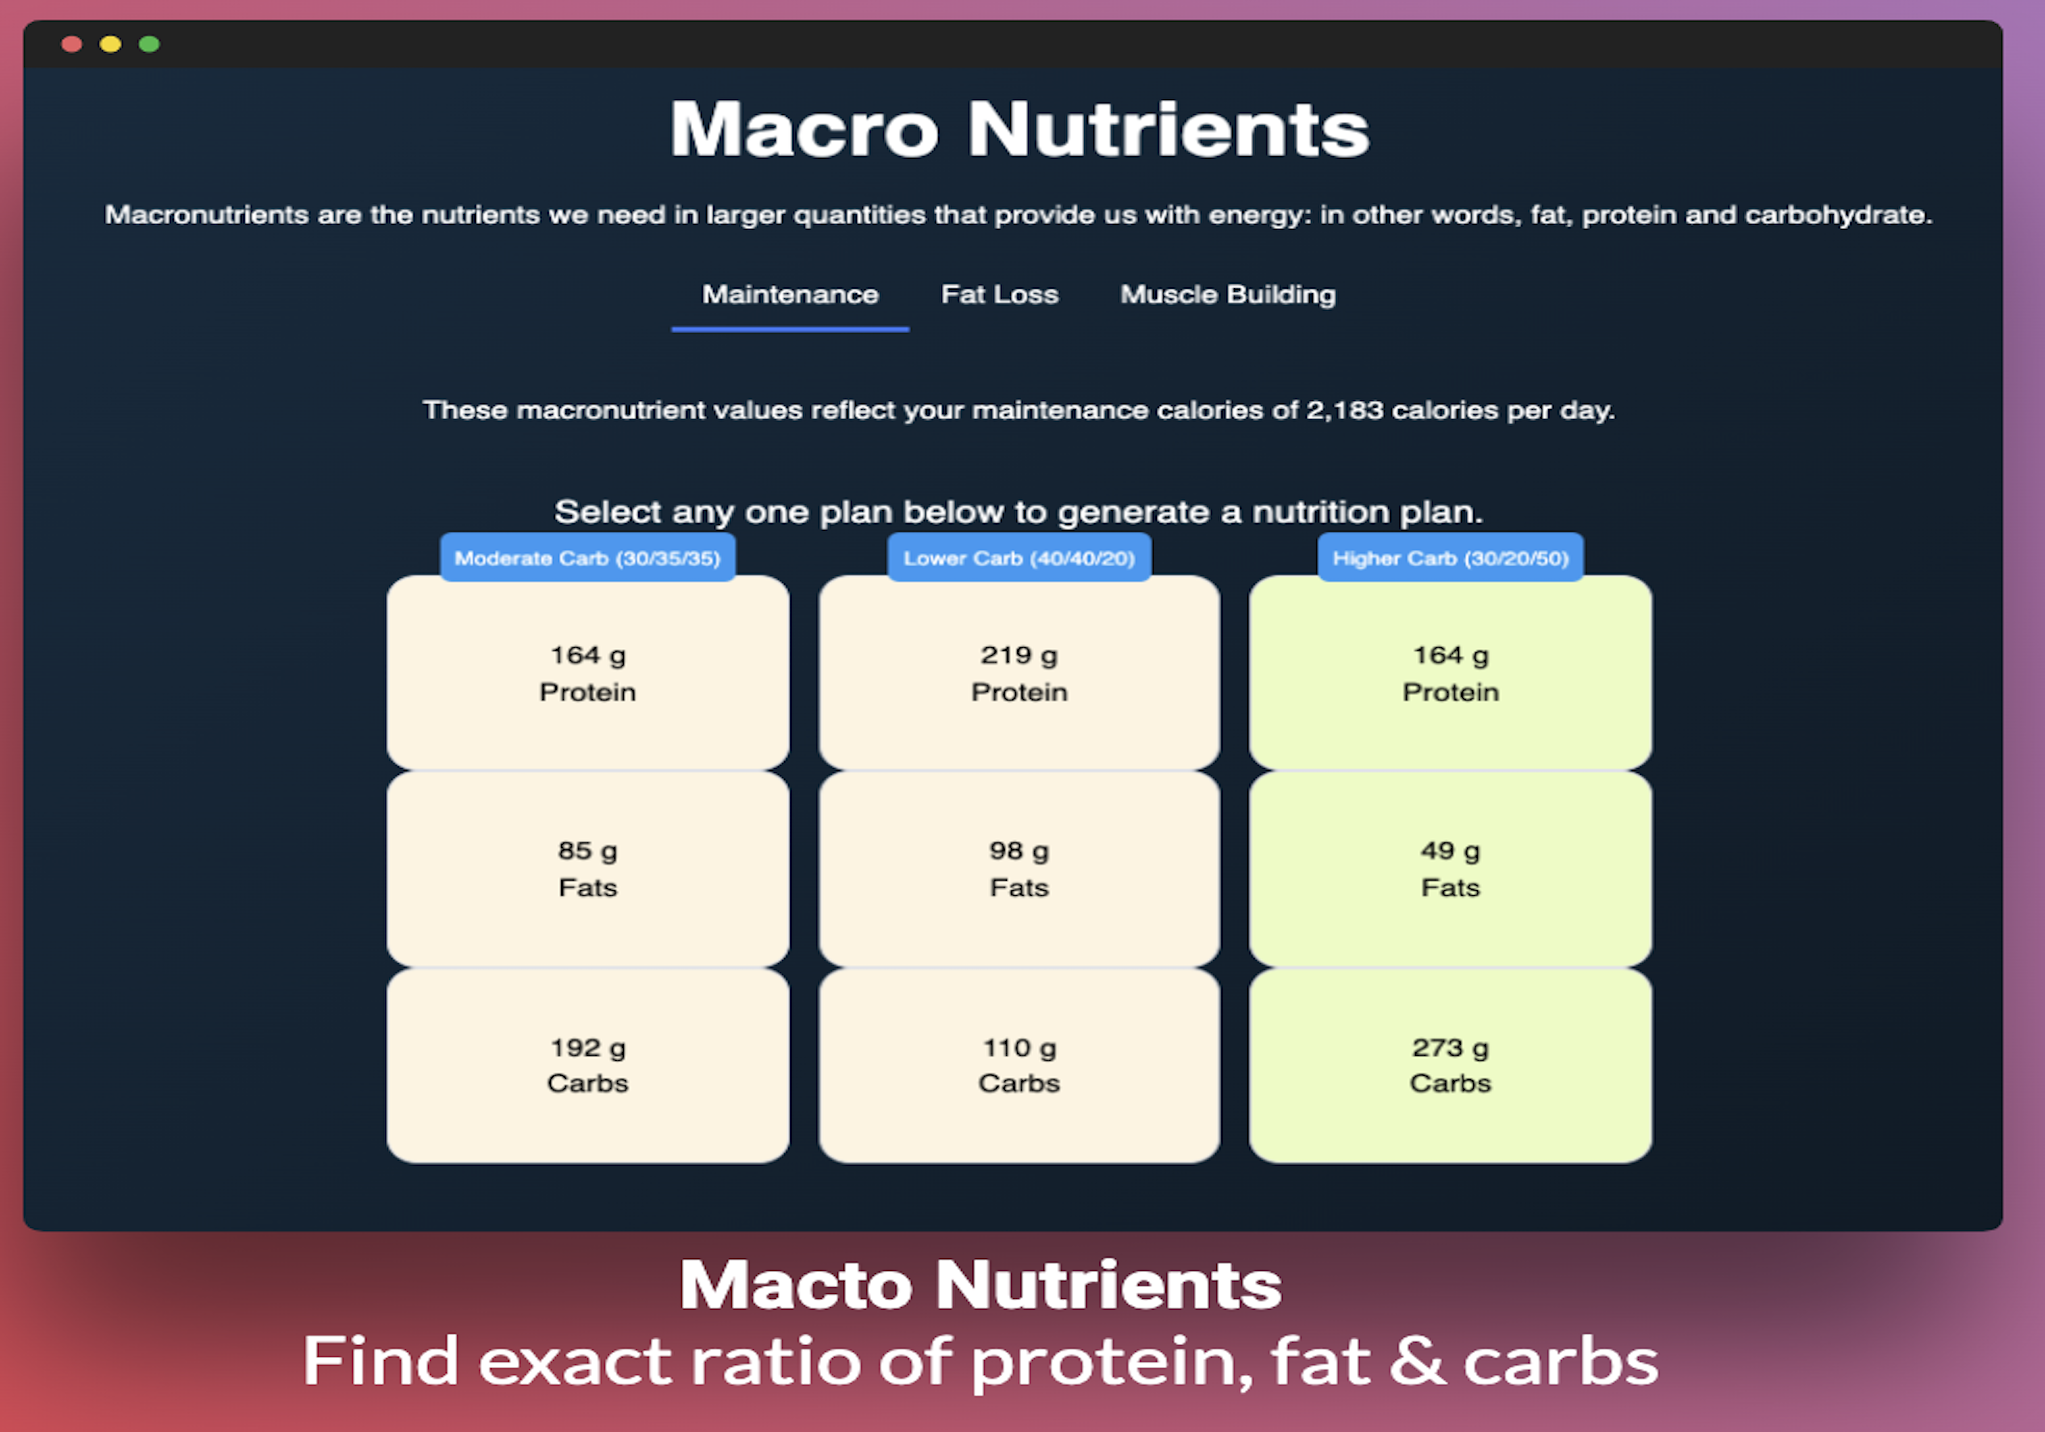 Macro Nutrients
Macronutrients are the nutrients we need in larger quantities that provide us with energy: in other words, fat, protein and carbohydrate.
Maintenance Fat Loss Muscle Building
These macronutrient values reflect your maintenance calories of 2,183 calories per day.
Select any one plan below to generate a nutrition plan.
Moderate Carb (30/35/35) Lower Carb (40/40/20) Higher Carb (30/20/50)
164 g 219 g 164 g
Protein Protein Protein
85 g 98 g 49 g
Fats Fats Fats
192 g 110 g 273 g
Carbs Carbs Carbs
Macto Nutrients
Find exact ratio of protein, fat & carbs